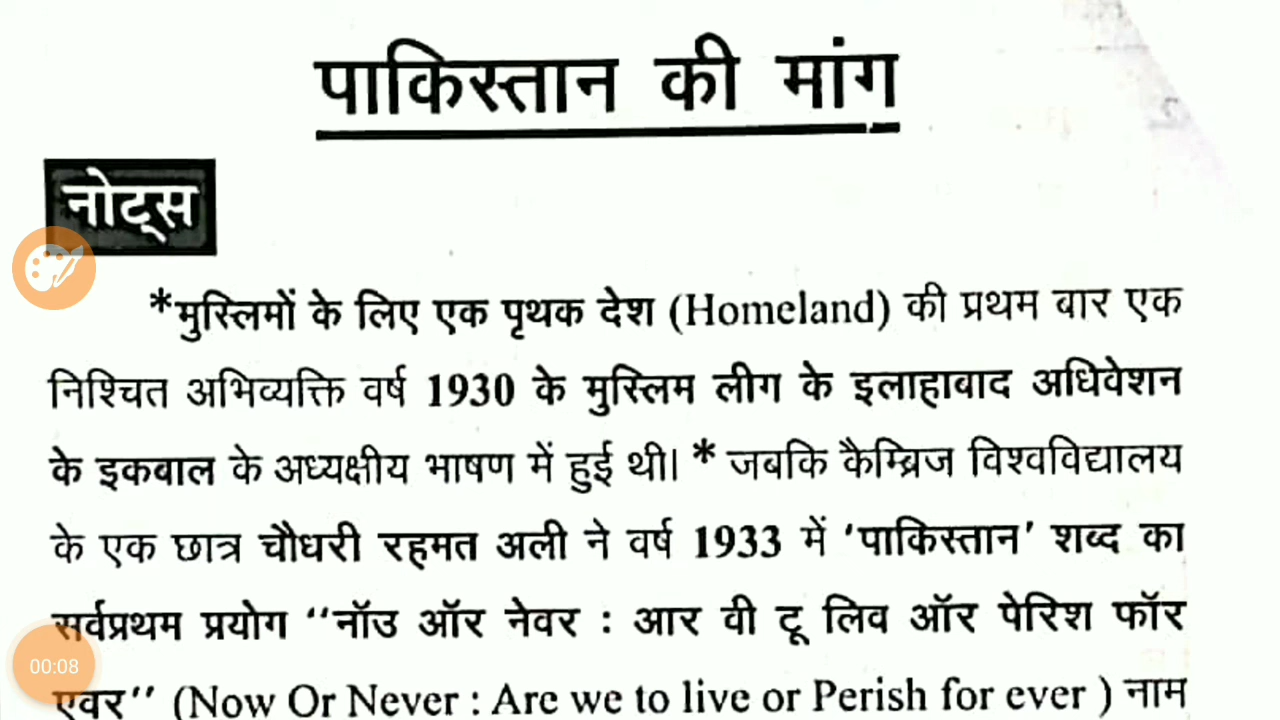 पाकिस्तान की मांग
नोट्स
*मुस्लिमों के लिए एक पृथक देश (Homeland) की प्रथम बार एक
निश्चित अभिव्यक्ति वर्ष 1930 के मुस्लिम लीग के इलाहाबाद अधिवेशन
के इकबाल के अध्यक्षीय भाषण में हुई थी। * जबकि कैम्ब्रिज विश्वविद्यालय
के एक छात्र चौधरी रहमत अली ने वर्ष 1933 में ‘पाकिस्तान’ शब्द का
सर्वप्रथम प्रयोग ‘‘नॉउ ऑर नेवर : आर वी टू लिव ऑर पेरिश फॉर
एवर’’ (Now Or Never : Are we to live or Perish for ever ) नाम
00:08